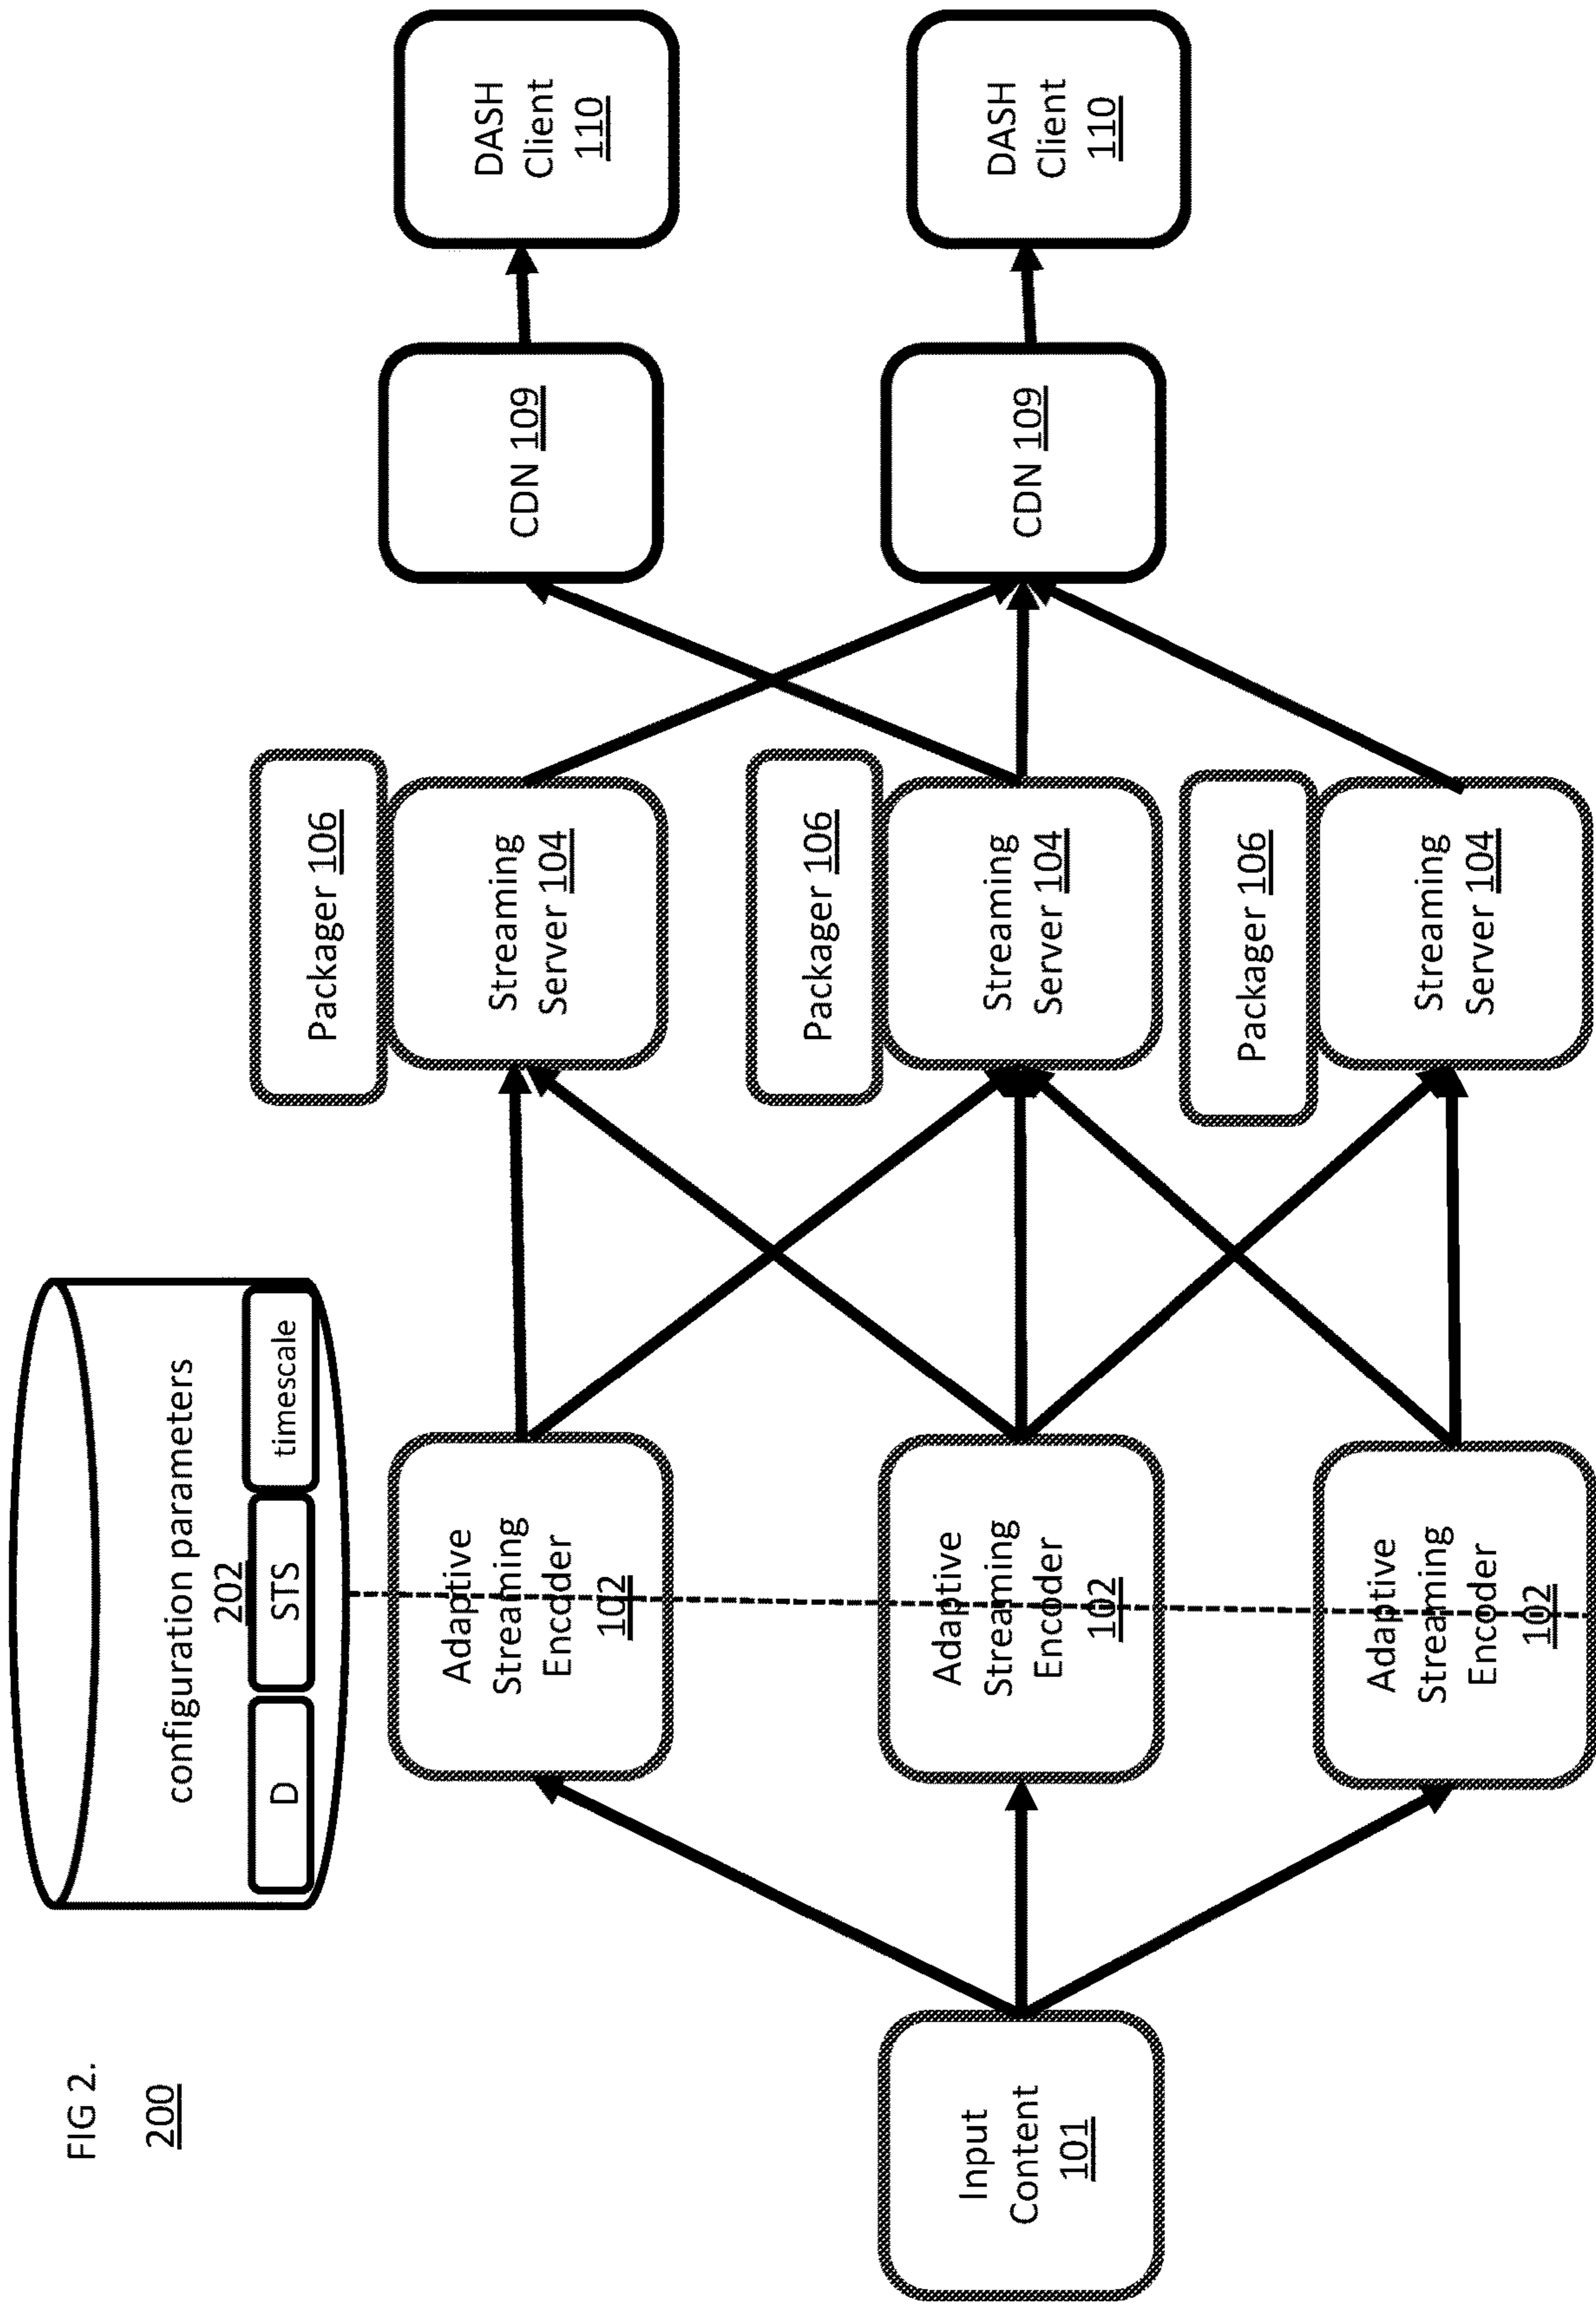 FIG 2.
200
configuration parameters
202
D
STS
timescale
Input
Content
101
Adaptive
Streaming
Encoder
102
Adaptive
Streaming
Encoder
102
Adaptive
Streaming
Encoder
102
Packager 106
Streaming
Server 104
Packager 106
Streaming
Server 104
Packager 106
Streaming
Server 104
CDN 109
CDN 109
DASH
Client
110
DASH
Client
110